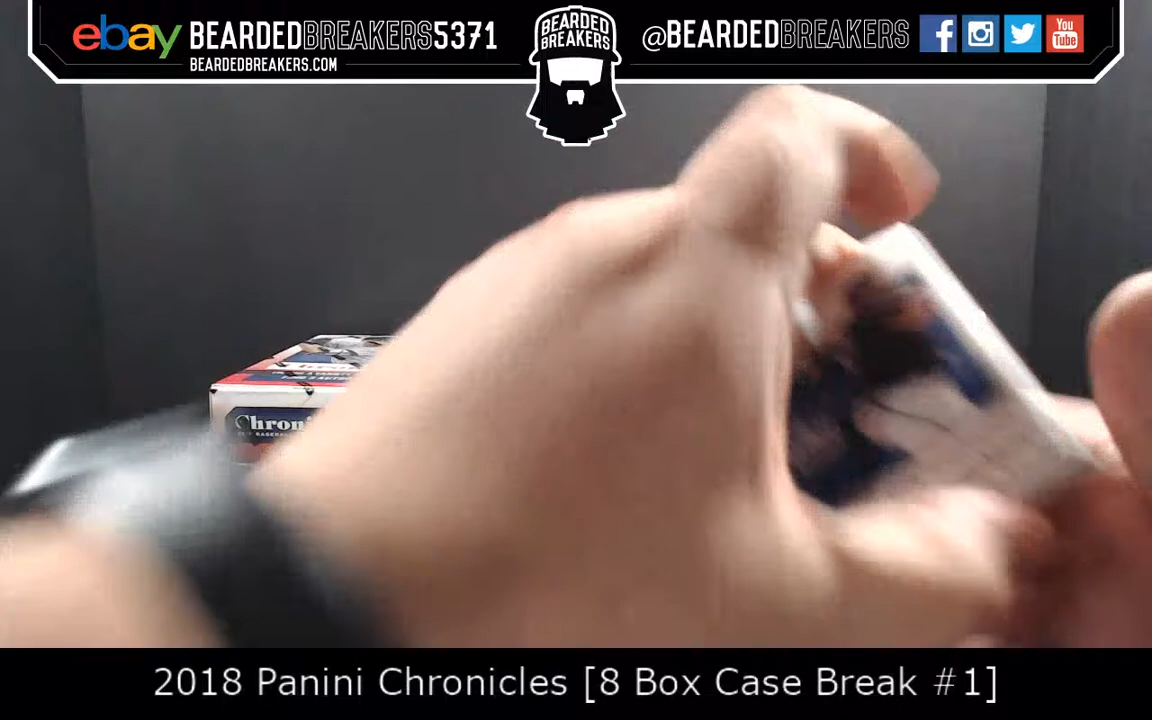 ebay BEARDEDBREAKERS5371
BEARDEDBREAKERS.COM
BEARDED
BREAKERS
@BEARDEDBREAKERS
You
Tube
Chron
2018 Panini Chronicles [8 Box Case Break #1]